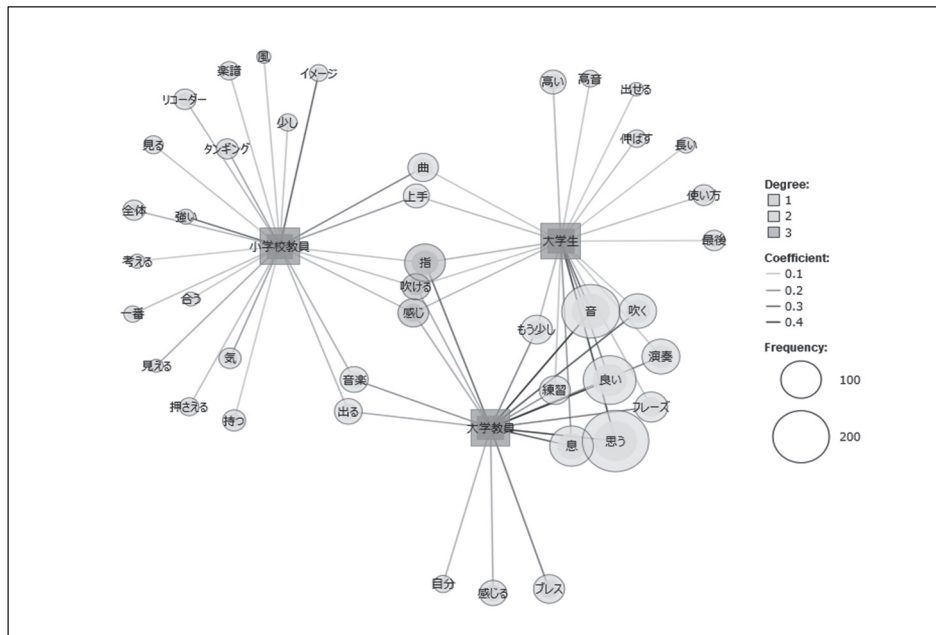 風
楽譜
イメージ
リコーダー
少し
見る
タンギング
全体
強い
小学校教員
考える
合う
一番
見える
気
押さえる
持つ
曲
上手
指
吹ける
感じ
音楽
出る
高い
高音
出せる
伸ばす
長い
使い方
大学生
最後
音
吹く
もう少し
演奏
良い
練習
フレーズ
大学教員
息
思う
自分
感じる
ブレス
Degree:
1
2
3
Coefficient:
0.1
0.2
0.3
0.4
Frequency:
100
200